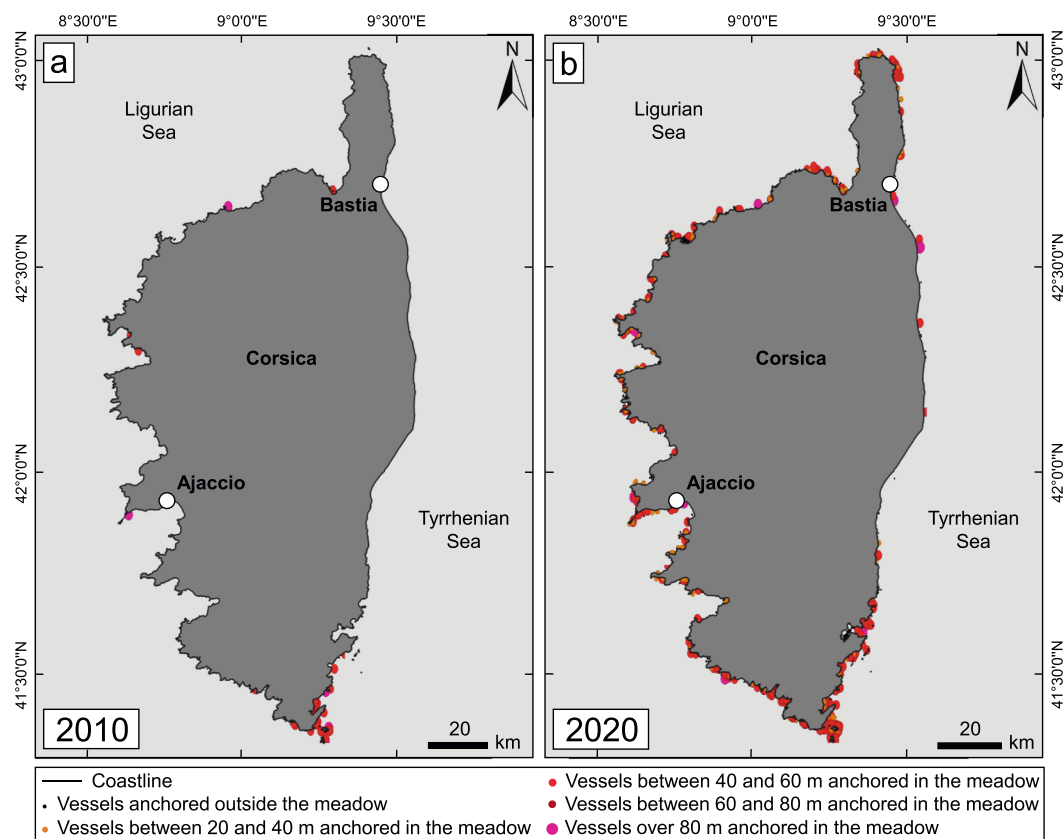 8°30'0"E 9°0'0"E 9°30'0"E 8°30'0"E 9°0'0"E 9°30'0"E
a
N
b
N
43°0'0"N
43°0'0"N
Ligurian
Sea
Ligurian
Sea
Bastia
Bastia
42°30'0"N
42°30'0"N
Corsica
Corsica
Ajaccio
Ajaccio
42°0'0"N
42°0'0"N
Tyrrhenian
Sea
Tyrrhenian
Sea
41°30'0"N
41°30'0"N
2010
20
km
2020
20
km
Coastline
Vessels anchored outside the meadow
Vessels between 20 and 40 m anchored in the meadow
Vessels between 40 and 60 m anchored in the meadow
Vessels between 60 and 80 m anchored in the meadow
Vessels over 80 m anchored in the meadow